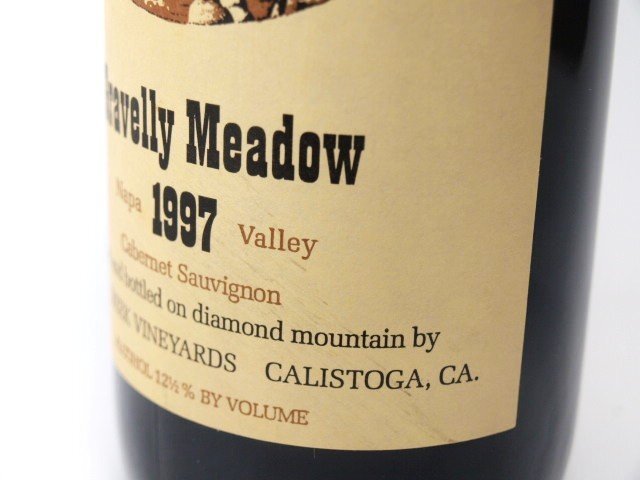 Meadow
Napa 1997 Valley
Cabernet Sauvignon
bottled on diamond mountain by
VINEYARDS CALISTOGA, CA.
ALCOHOL 12½ % BY VOLUME